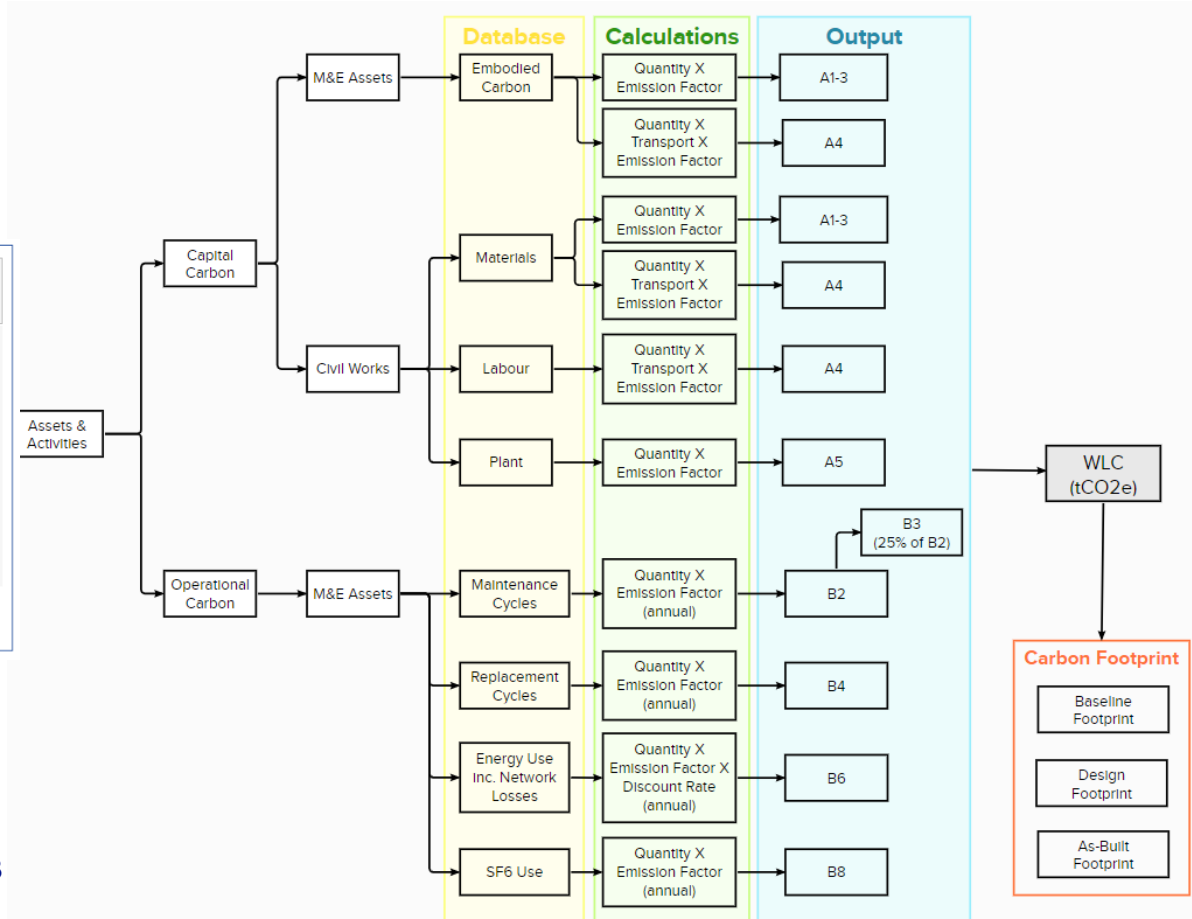 Database
Calculations
Output
M&E Assets
Embodied
Carbon
Quantity X
Emission Factor
A1-3
Quantity X
Transport X
Emission Factor
A4
Capital
Carbon
Materials
Quantity X
Emission Factor
A1-3
Quantity X
Transport X
Emission Factor
A4
Civil Works
Labour
Quantity X
Transport X
Emission Factor
A4
Assets &
Activities
Plant
Quantity X
Emission Factor
A5
WLC
(tCO2e)
B3
(25% of B2)
Operational
Carbon
M&E Assets
Maintenance
Cycles
Quantity X
Emission Factor
(annual)
B2
Replacement
Cycles
Quantity X
Emission Factor
(annual)
B4
Energy Use
inc. Network
Losses
Quantity X
Emission Factor X
Discount Rate
(annual)
B6
SF6 Use
Quantity X
Emission Factor
(annual)
B8
Carbon Footprint
Baseline
Footprint
Design
Footprint
As-Built
Footprint